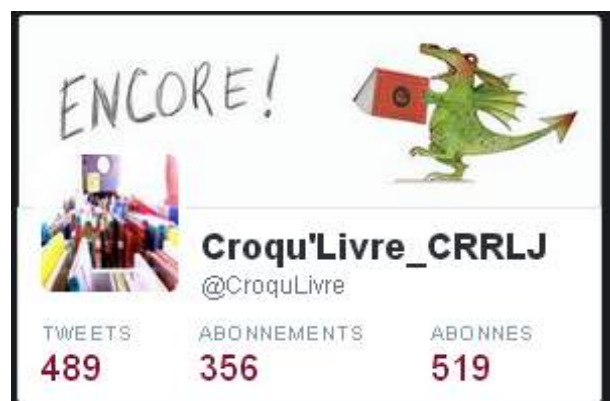 ENCORE!
Croqu'Livre_CRRLJ
@CroquLivre
TWEETS ABONNEMENTS ABONNES
489 356 519